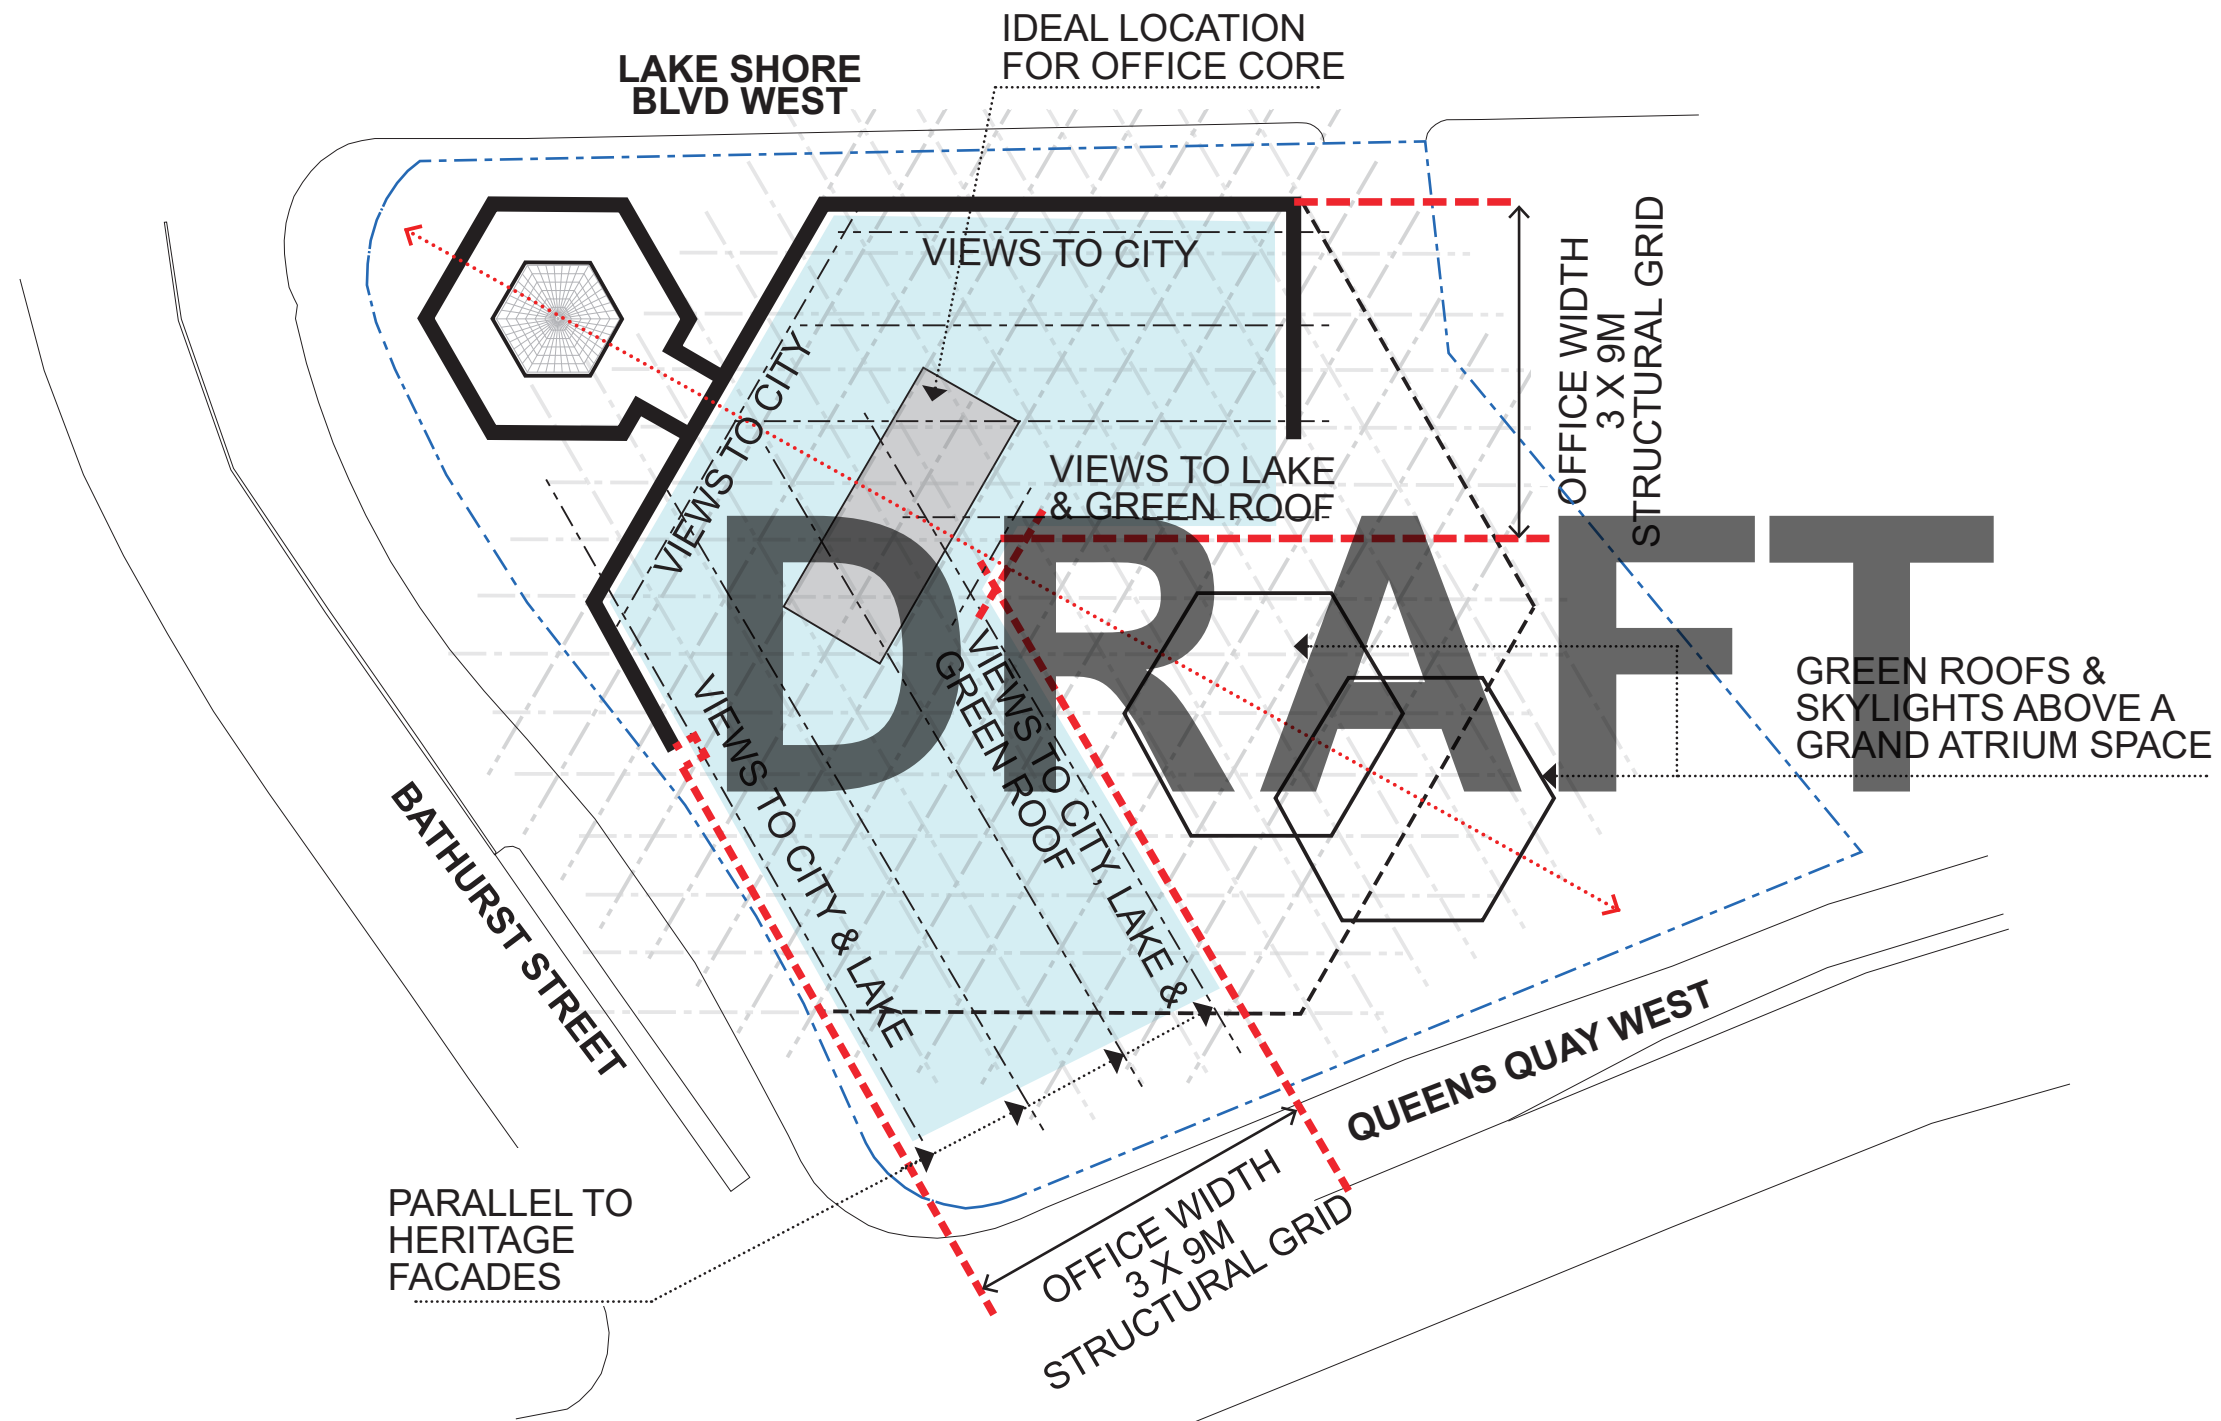 IDEAL LOCATION
FOR OFFICE CORE
LAKE SHORE
BLVD WEST
VIEWS TO CITY
OFFICE WIDTH
3 X 9M
STRUCTURAL GRID
VIEWS TO CITY
VIEWS TO LAKE
& GREEN ROOF
DRAFT
GREEN ROOFS &
SKYLIGHTS ABOVE A
GRAND ATRIUM SPACE
VIEWS TO CITY & LAKE
VIEWS TO CITY, LAKE &
GREEN ROOF
BATHURST STREET
QUEENS QUAY WEST
PARALLEL TO
HERITAGE
FACADES
OFFICE WIDTH
3 X 9M
STRUCTURAL GRID